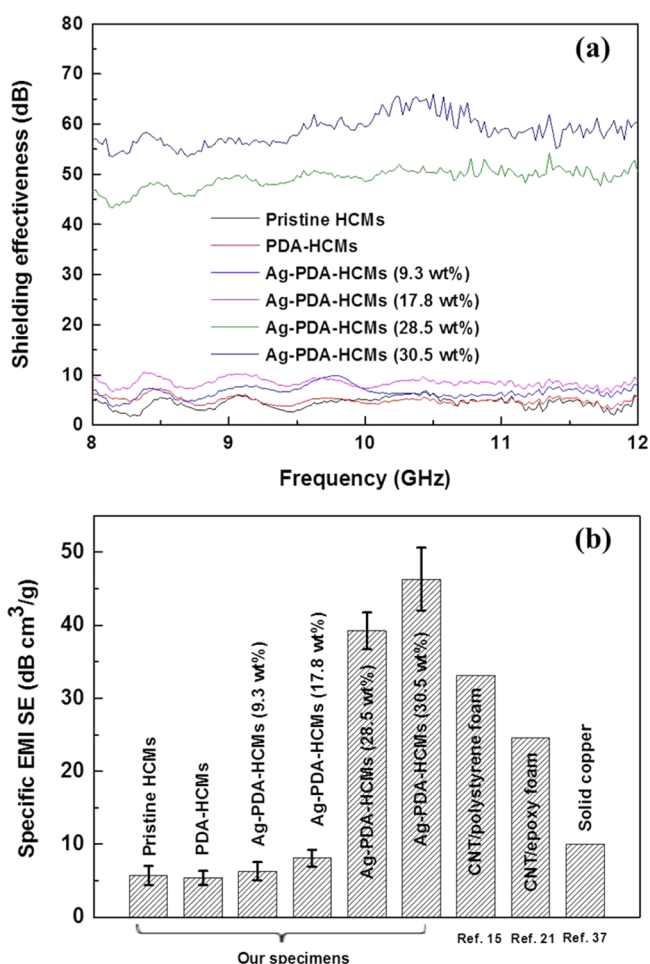 (a)
Shielding effectiveness (dB)
80
70
60
50
40
30
20
10
0
Pristine HCMs
PDA-HCMs
Ag-PDA-HCMs (9.3 wt%)
Ag-PDA-HCMs (17.8 wt%)
Ag-PDA-HCMs (28.5 wt%)
Ag-PDA-HCMs (30.5 wt%)
8 9 10 11 12
Frequency (GHz)
(b)
Specific EMI SE (dB cm³/g)
50
40
30
20
10
0
Pristine HCMs
PDA-HCMs
Ag-PDA-HCMs (9.3 wt%)
Ag-PDA-HCMs (17.8 wt%)
Ag-PDA-HCMs (28.5 wt%)
Ag-PDA-HCMs (30.5 wt%)
CNT/polystyrene foam
CNT/epoxy foam
Solid copper
Ref. 15 Ref. 21 Ref. 37
Our specimens